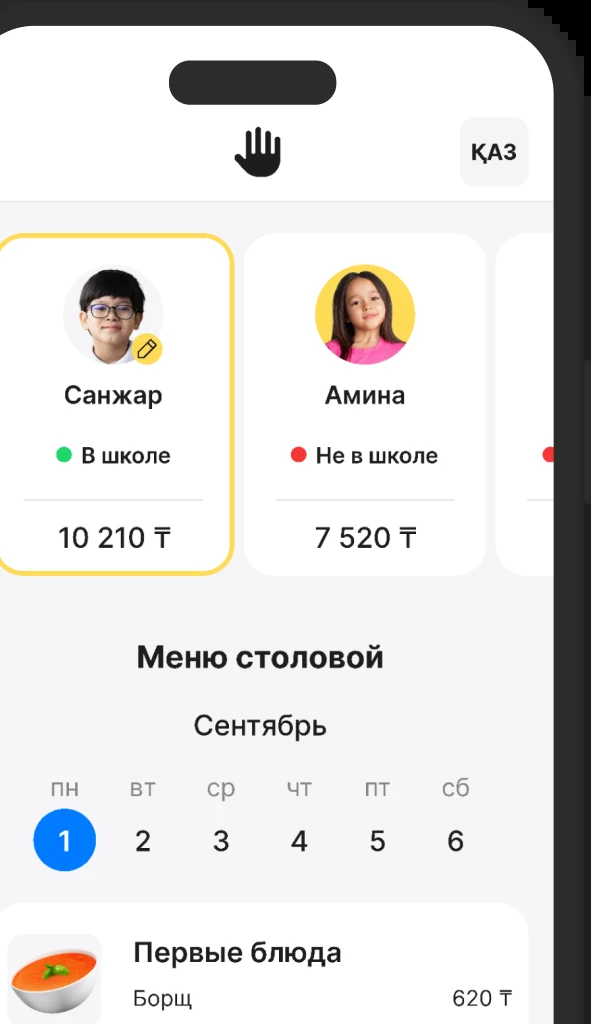 ҚАЗ
Санжар
Амина
В школе
Не в школе
10 210 ₸
7 520 ₸
Меню столовой
Сентябрь
пн вт ср чт пт сб
1 2 3 4 5 6
Первые блюда
Борщ 620 ₸